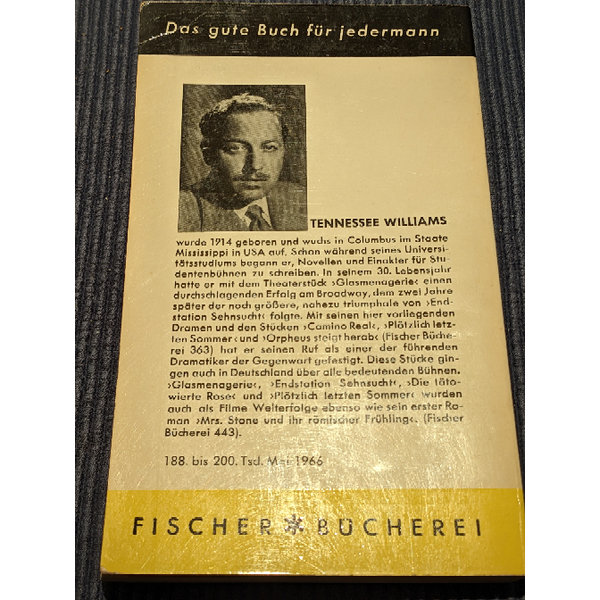 Das gute Buch für jedermann
TENNESSEE WILLIAMS
wurde 1914 geboren und wuchs in Columbus im Staate
Mississippi in USA auf. Schon während seines Universi-
tätsstudiums begann er, Novellen und Einakter für Stu-
dentenbühnen zu schreiben. In seinem 30. Lebensjahr
hatte er mit dem Theaterstück ›Glasmenagerie‹ einen
durchschlagenden Erfolg am Broadway, dem zwei Jahre
später der noch größere, nahezu triumphale von ›End-
station Sehnsucht‹ folgte. Mit seinen hier vorliegenden
Dramen und den Stücken ›Camino Real‹, ›Plötzlich letz-
ten Sommer‹ und ›Orpheus steigt herab‹ (Fischer Büche-
rei 363) hat er seinen Ruf als einer der führenden
Dramatiker der Gegenwart gefestigt. Diese Stücke gin-
gen auch in Deutschland über alle bedeutenden Bühnen.
›Glasmenagerie‹, ›Endstation Sehnsucht‹, ›Die täto-
wierte Rose‹ und ›Plötzlich letzten Sommer‹ wurden
auch als Filme Welterfolge ebenso wie sein erster Ro-
man ›Mrs. Stone und ihr römischer Frühling‹. (Fischer
Bücherei 443).
188. bis 200. Tsd. Mai 1966
FISCHER BÜCHEREI